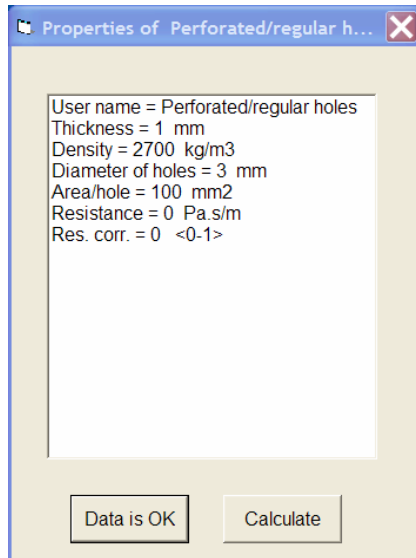 Properties of Perforated/regular h...
User name = Perforated/regular holes
Thickness = 1 mm
Density = 2700 kg/m3
Diameter of holes = 3 mm
Area/hole = 100 mm2
Resistance = 0 Pa.s/m
Res. corr. = 0 <0-1>
Data is OK
Calculate